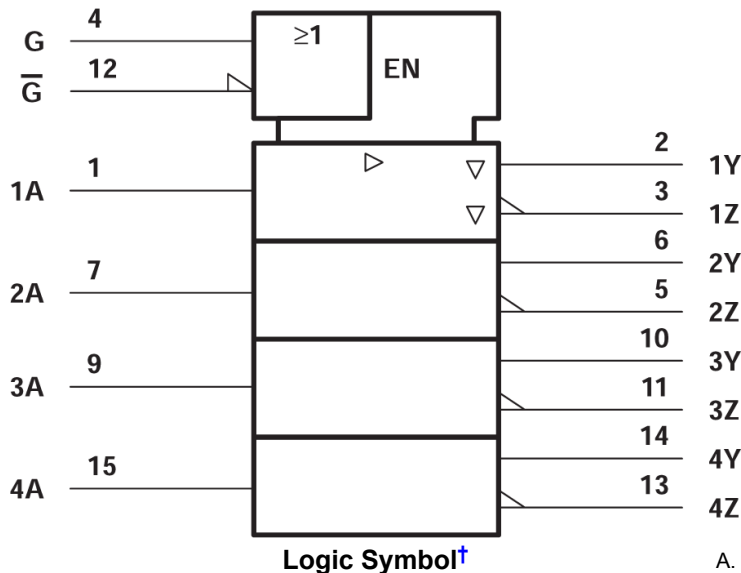 G 4 ≥1 EN
G̅ 12
1A 1 2 1Y
3 1Z
2A 7 6 2Y
5 2Z
3A 9 10 3Y
11 3Z
4A 15 14 4Y
13 4Z
Logic Symbol† A.